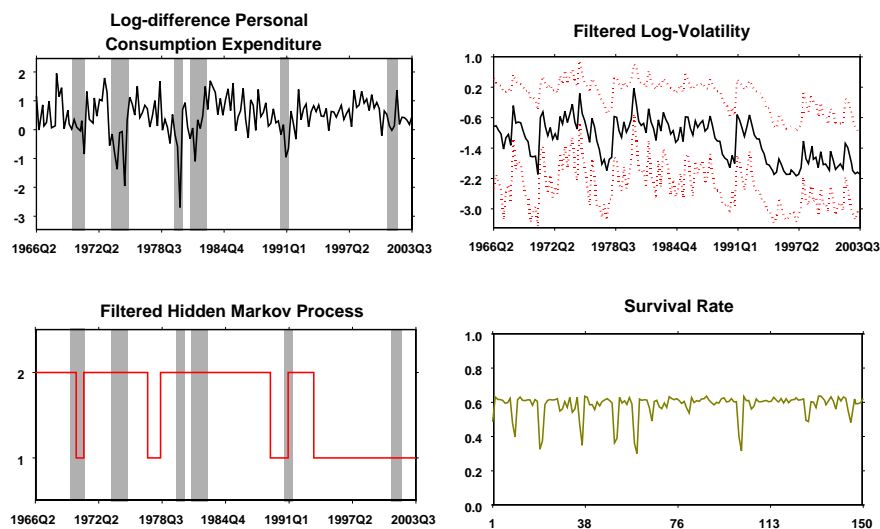 Log-difference Personal
Consumption Expenditure
2
1
0
-1
-2
-3
1966Q2 1972Q2 1978Q3 1984Q4 1991Q1 1997Q2 2003Q3
Filtered Log-Volatility
1.0
0.2
-0.6
-1.4
-2.2
-3.0
1966Q2 1972Q2 1978Q3 1984Q4 1991Q1 1997Q2 2003Q3
Filtered Hidden Markov Process
2
1
1966Q2 1972Q2 1978Q3 1984Q4 1991Q1 1997Q2 2003Q3
Survival Rate
1.0
0.8
0.6
0.4
0.2
0.0
1 38 76 113 150